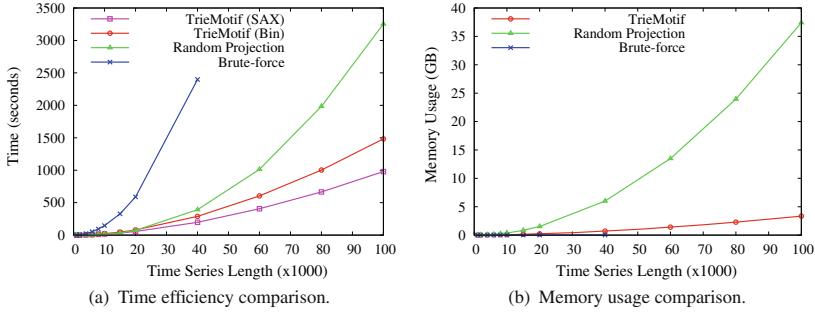 TrieMotif (SAX)
TrieMotif (Bin)
Random Projection
Brute-force
3500
3000
2500
2000
1500
1000
500
0
Time (seconds)
0 10 20 30 40 50 60 70 80 90 100
Time Series Length (x1000)
(a) Time efficiency comparison.
TrieMotif
Random Projection
Brute-force
40
35
30
25
20
15
10
5
0
Memory Usage (GB)
0 10 20 30 40 50 60 70 80 90 100
Time Series Length (x1000)
(b) Memory usage comparison.